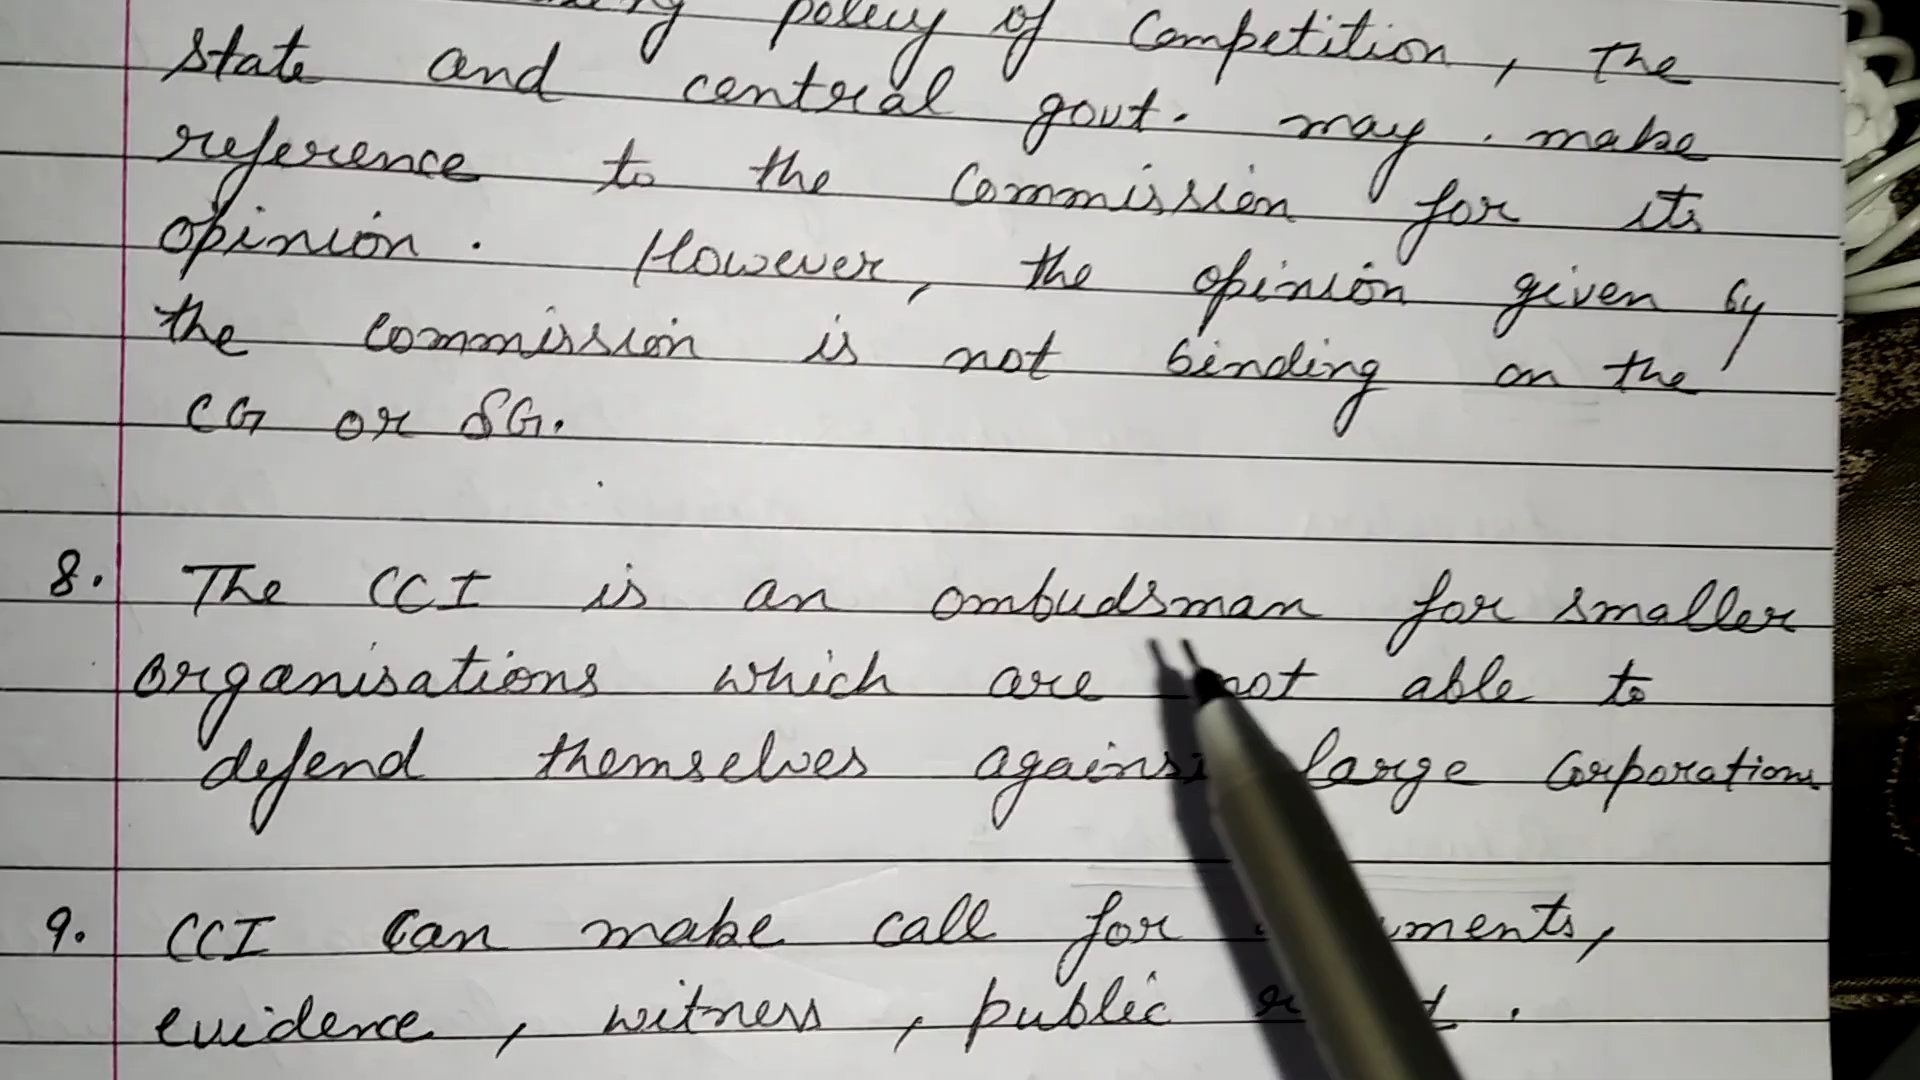 policy of Competition, The
state and central govt. may make
reference to the Commission for its
opinion. However, the opinion given by
the commission is not binding on the
CG or SG.
8. The CCI is an ombudsman for smaller
organisations which are not able to
defend themselves against large Corporations
9. CCI Can make call for
evidence, witness, public